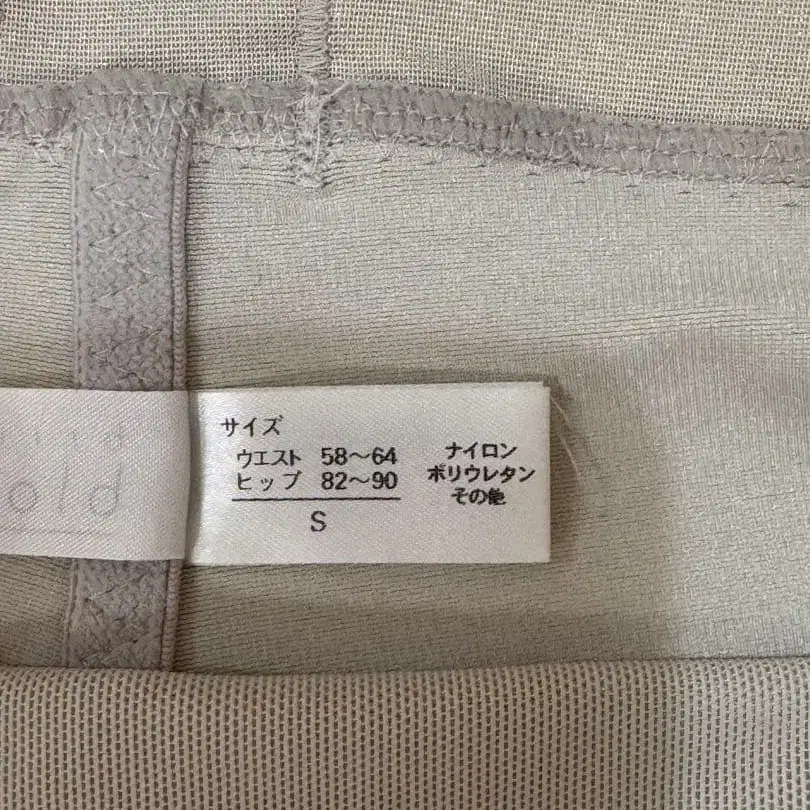 サイズ
ウエスト 58〜64
ヒップ 82〜90
S
ナイロン
ポリウレタン
その他